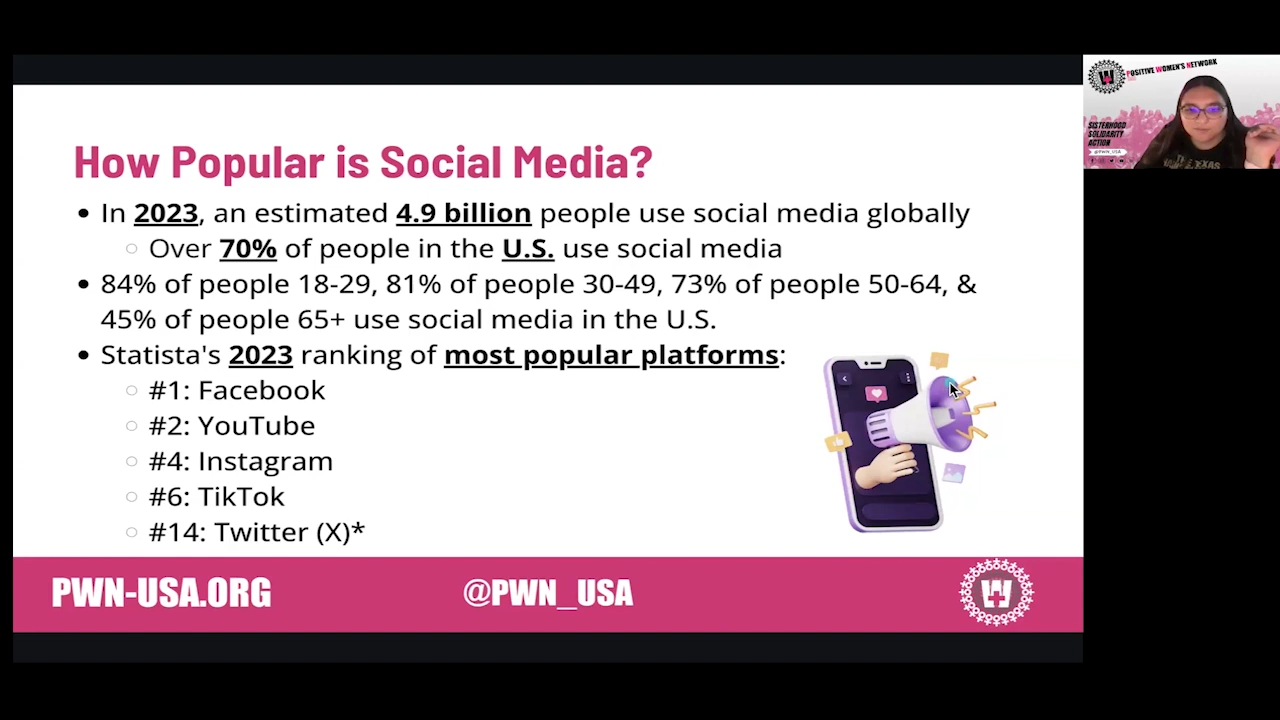 How Popular is Social Media?
• In 2023, an estimated 4.9 billion people use social media globally
○ Over 70% of people in the U.S. use social media
• 84% of people 18-29, 81% of people 30-49, 73% of people 50-64, &
45% of people 65+ use social media in the U.S.
• Statista's 2023 ranking of most popular platforms:
○ #1: Facebook
○ #2: YouTube
○ #4: Instagram
○ #6: TikTok
○ #14: Twitter (X)*
PWN-USA.ORG
@PWN_USA
W
POSITIVE WOMEN'S NETWORK
SISTERHOOD
SOLIDARITY
ACTION
@PWN_USA